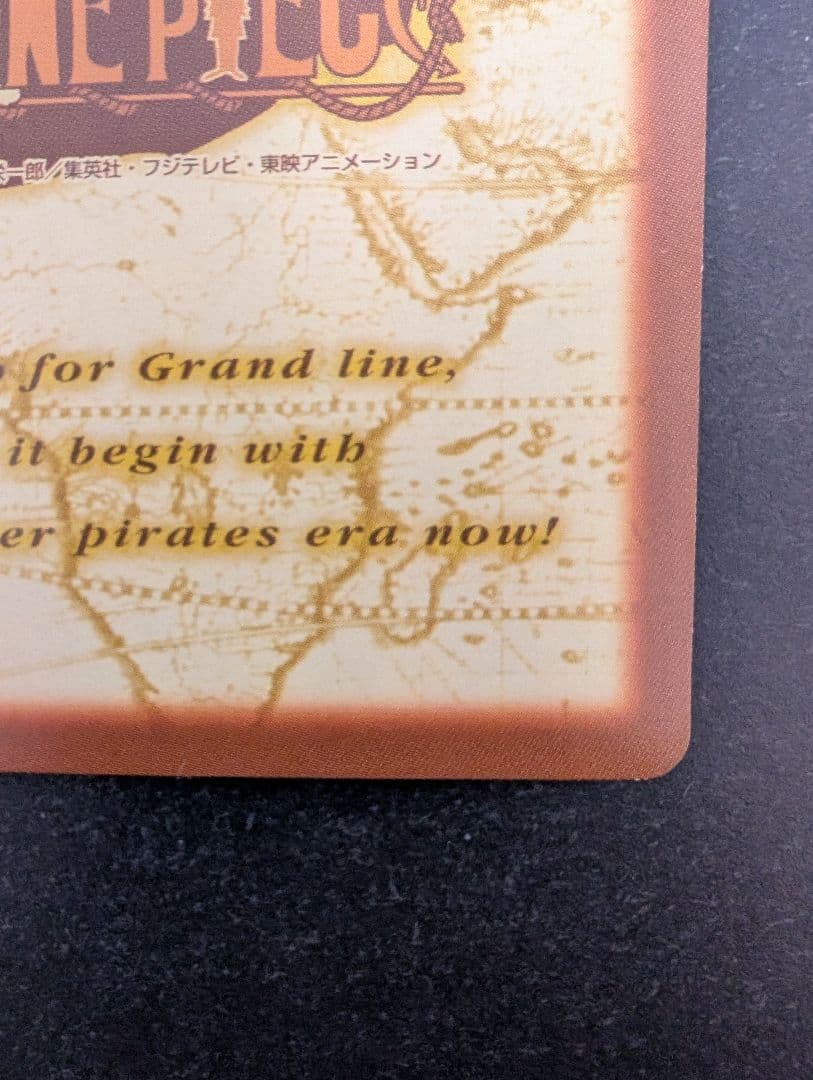 NE PIECE
一郎／集英社・フジテレビ・東映アニメーション
for Grand line,
it begin with
er pirates era now!